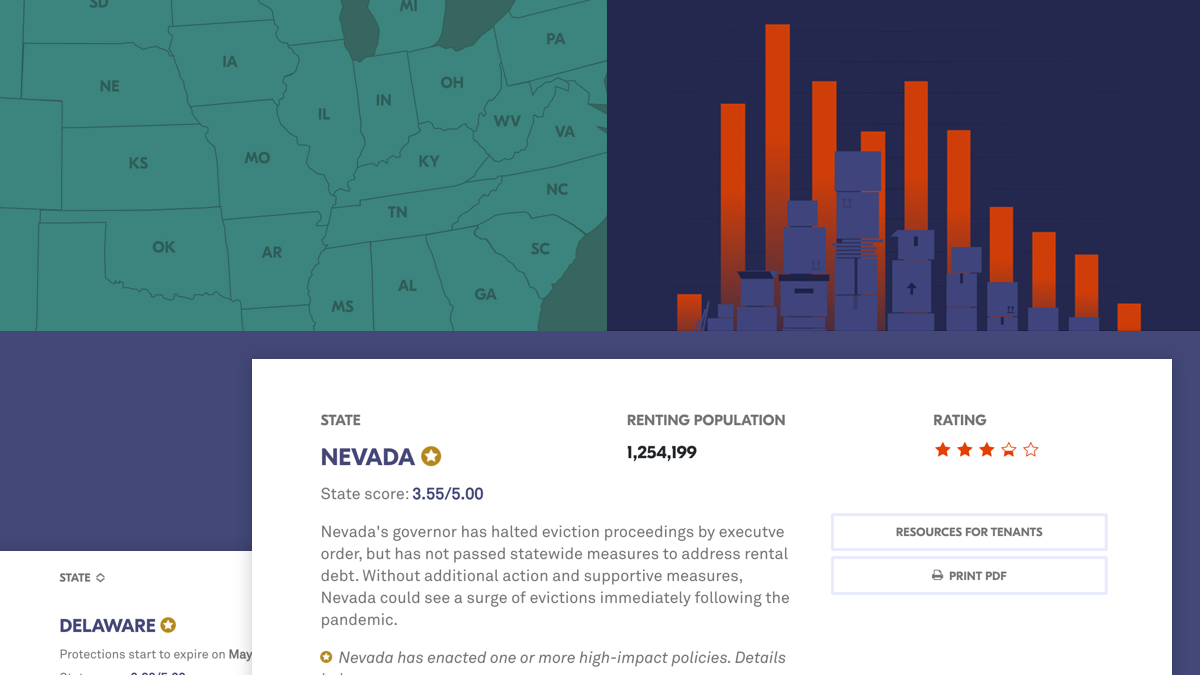 SD
MI
PA
IA
NE
OH
IN
IL
WV
VA
MO
KS
KY
NC
TN
OK
AR
SC
AL
GA
MS
STATE
NEVADA
State score: 3.55/5.00
Nevada's governor has halted eviction proceedings by executve
order, but has not passed statewide measures to address rental
debt. Without additional action and supportive measures,
Nevada could see a surge of evictions immediately following the
pandemic.
Nevada has enacted one or more high-impact policies. Details
RENTING POPULATION
1,254,199
RATING
RESOURCES FOR TENANTS
PRINT PDF
STATE
DELAWARE
Protections start to expire on May